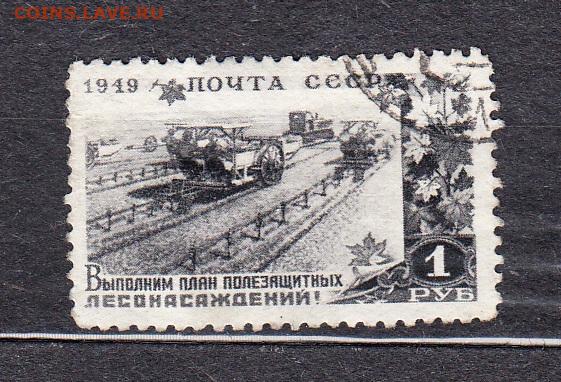 COINS.LAVE.RU
1949 ПОЧТА СССР
Выполним план полезащитных
лесонасаждений!
1
РУБ